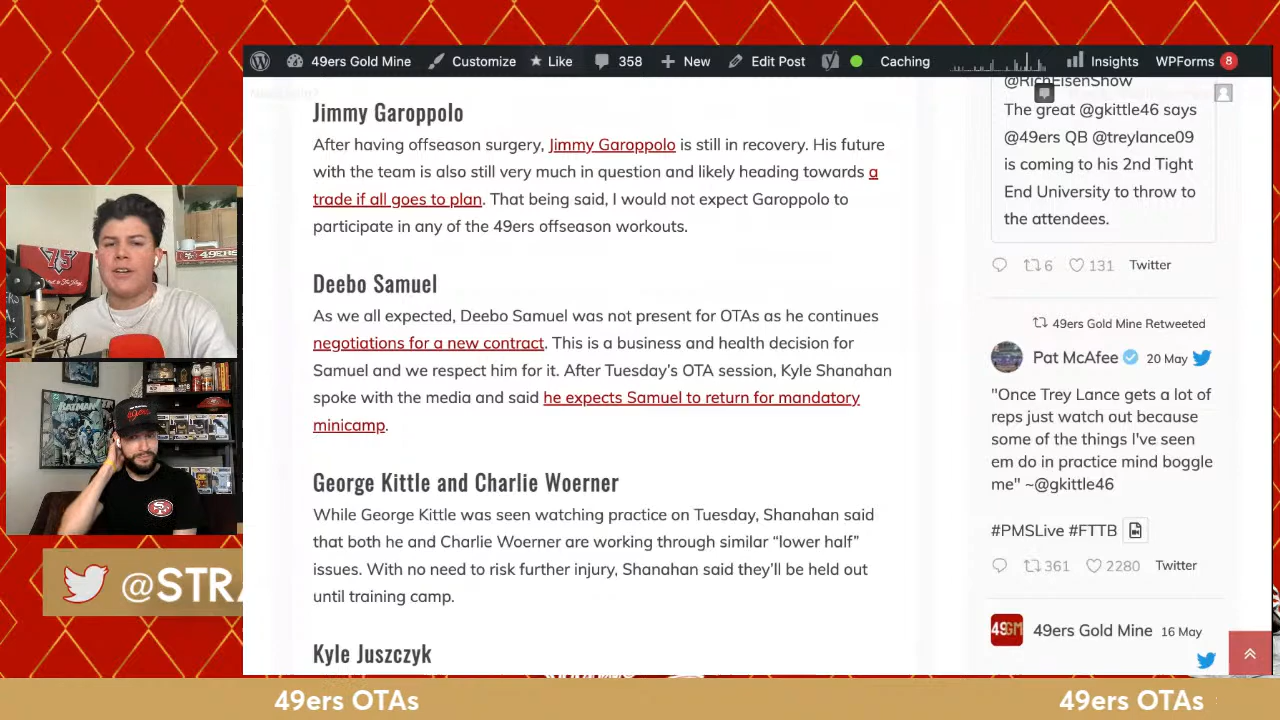 49ers Gold Mine Customize Like 358 New Edit Post Caching Insights WPForms 8
Jimmy Garoppolo
After having offseason surgery, Jimmy Garoppolo is still in recovery. His future
with the team is also still very much in question and likely heading towards a
trade if all goes to plan. That being said, I would not expect Garoppolo to
participate in any of the 49ers offseason workouts.
Deebo Samuel
As we all expected, Deebo Samuel was not present for OTAs as he continues
negotiations for a new contract. This is a business and health decision for
Samuel and we respect him for it. After Tuesday's OTA session, Kyle Shanahan
spoke with the media and said he expects Samuel to return for mandatory
minicamp.
George Kittle and Charlie Woerner
While George Kittle was seen watching practice on Tuesday, Shanahan said
that both he and Charlie Woerner are working through similar “lower half”
issues. With no need to risk further injury, Shanahan said they’ll be held out
until training camp.
Kyle Juszczyk
@RichEisenShow
The great @gkittle46 says
@49ers QB @treylance09
is coming to his 2nd Tight
End University to throw to
the attendees.
6 131 Twitter
49ers Gold Mine Retweeted
Pat McAfee 20 May
"Once Trey Lance gets a lot of
reps just watch out because
some of the things I've seen
em do in practice mind boggle
me" ~@gkittle46
#PMSLive #FTTB
361 2280 Twitter
49GM
49ers Gold Mine 16 May
49ERS
BATMAN
@STRA
49ers OTAs
49ers OTAs